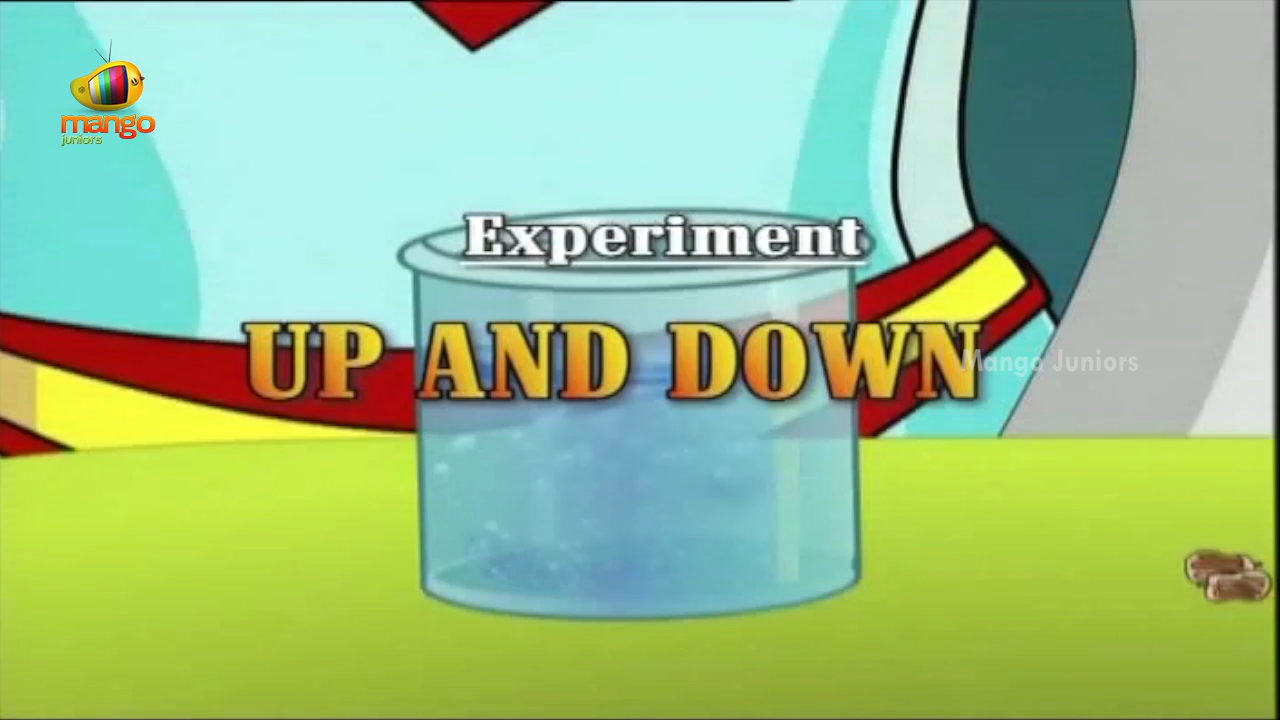 mango
juniors
Experiment
UP AND DOWN
Mango Juniors